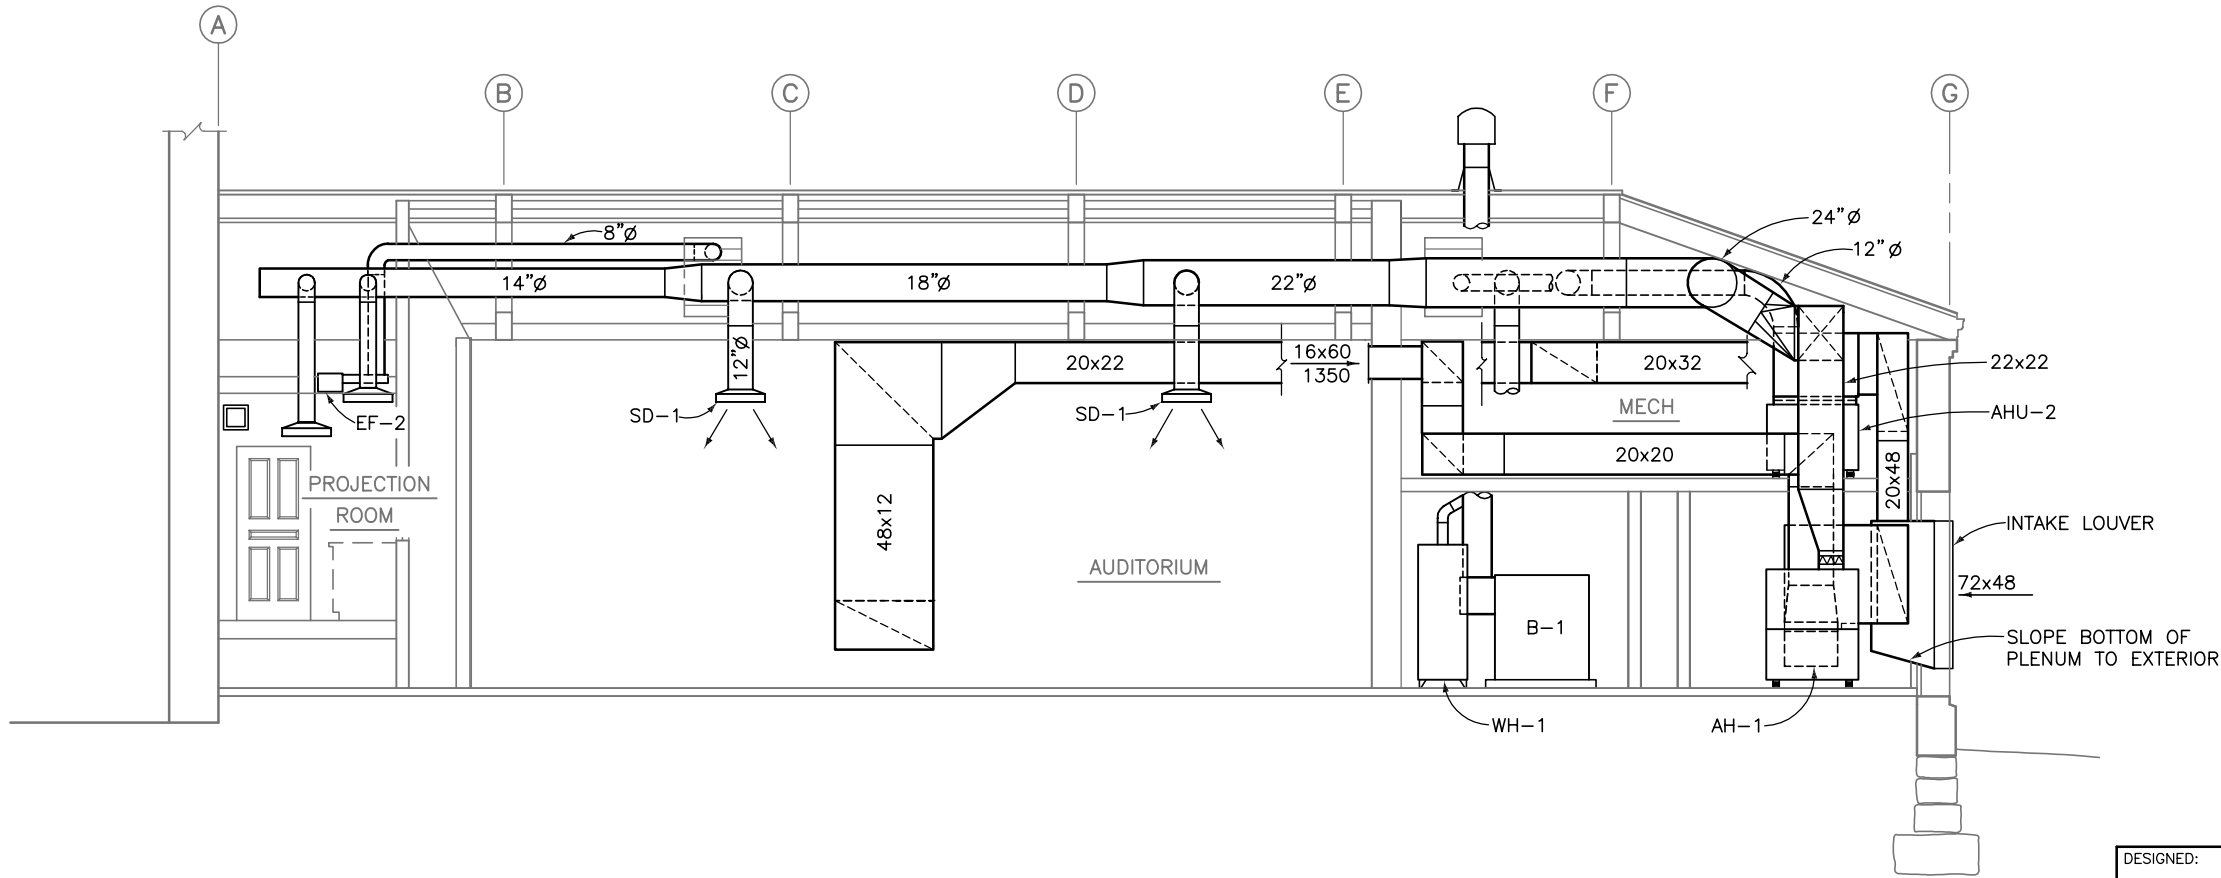 A
B
C
D
E
F
G
8"Ø
24"Ø
12"Ø
14"Ø
18"Ø
22"Ø
12"Ø
16x60
1350
20x22
20x32
22x22
SD-1
SD-1
MECH
AHU-2
EF-2
20x20
20x48
PROJECTION
ROOM
48x12
INTAKE LOUVER
AUDITORIUM
72x48
B-1
SLOPE BOTTOM OF
PLENUM TO EXTERIOR
WH-1
AH-1
DESIGNED: